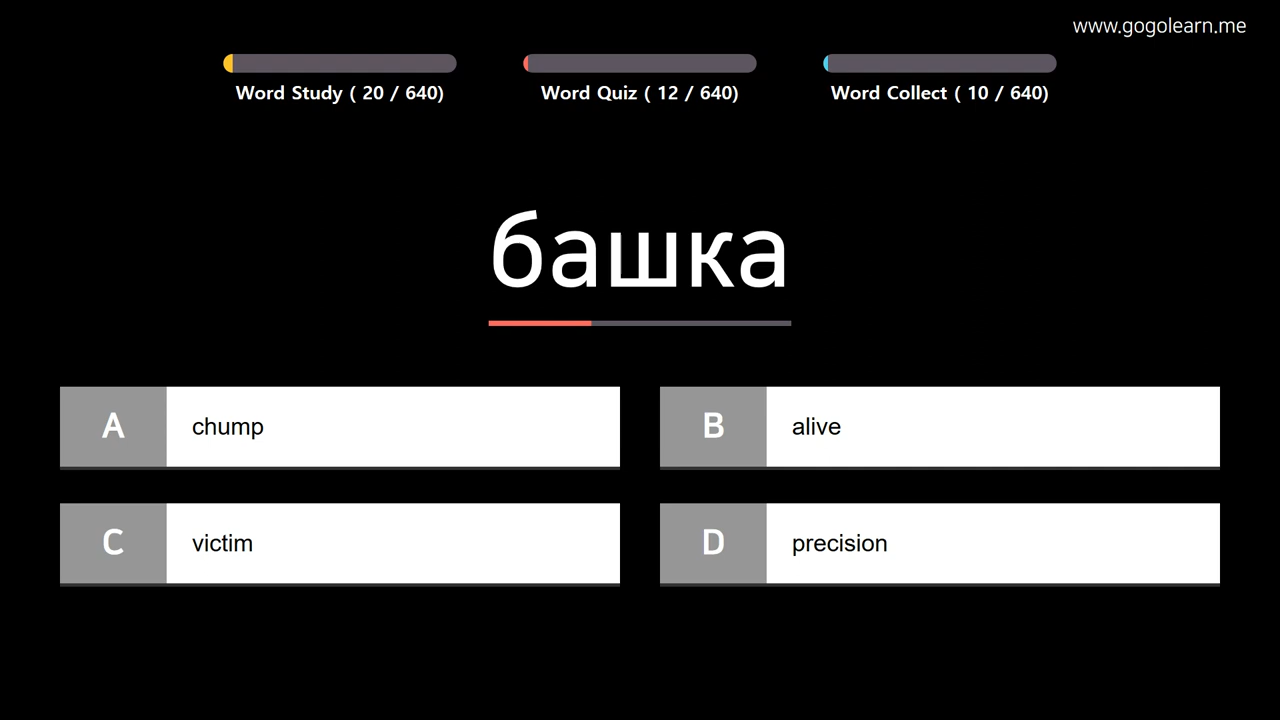 www.gogolearn.me
Word Study ( 20 / 640)
Word Quiz ( 12 / 640)
Word Collect ( 10 / 640)
башка
A chump
B alive
C victim
D precision